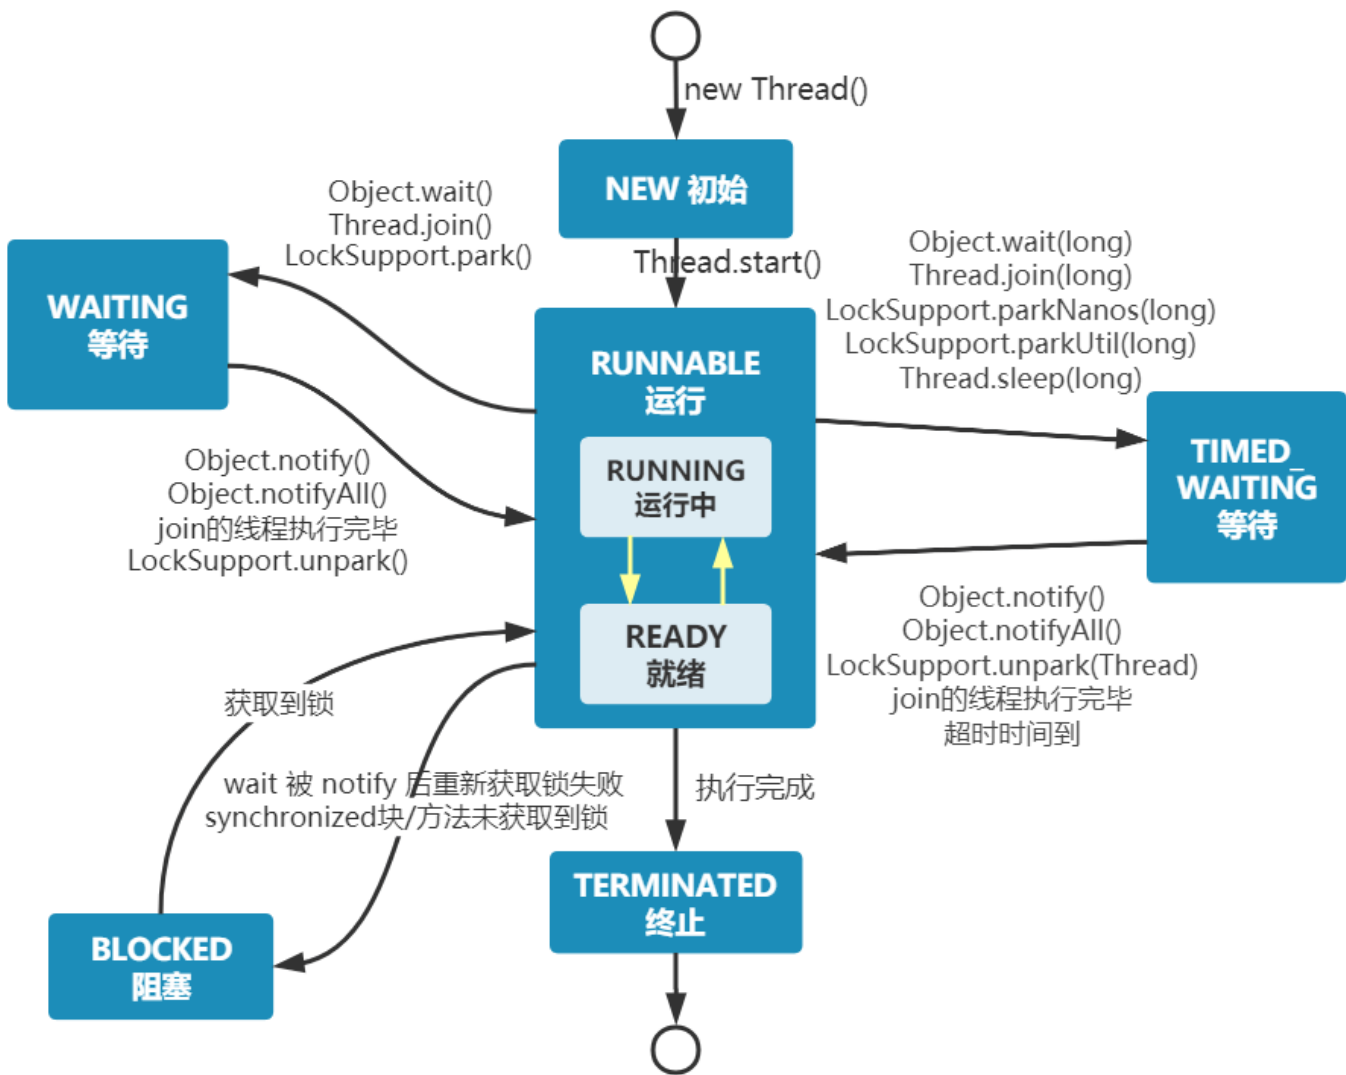 new Thread()
NEW 初始
Object.wait()
Thread.join()
LockSupport.park()
Thread.start()
Object.wait(long)
Thread.join(long)
LockSupport.parkNanos(long)
LockSupport.parkUtil(long)
Thread.sleep(long)
WAITING
等待
RUNNABLE
运行
RUNNING
运行中
READY
就绪
TIMED_
WAITING
等待
Object.notify()
Object.notifyAll()
join的线程执行完毕
LockSupport.unpark()
Object.notify()
Object.notifyAll()
LockSupport.unpark(Thread)
join的线程执行完毕
超时时间到
获取到锁
wait 被 notify 后重新获取锁失败
synchronized块/方法未获取到锁
执行完成
TERMINATED
终止
BLOCKED
阻塞